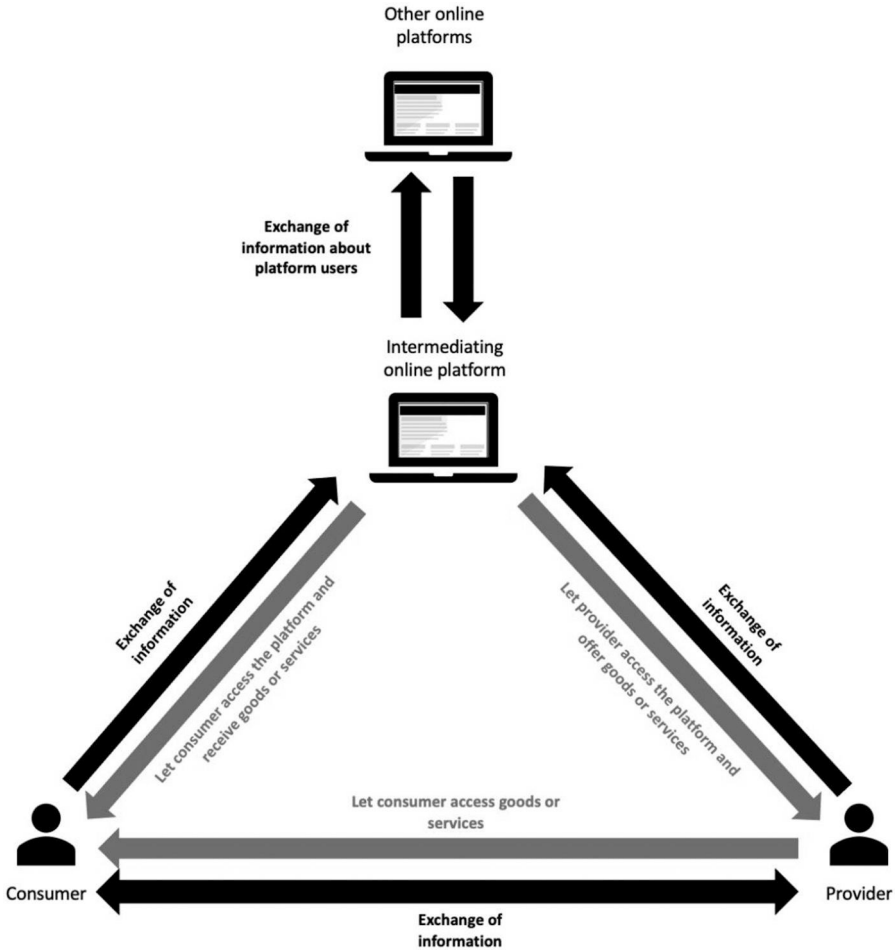 Other online
platforms
Exchange of
information about
platform users
Intermediating
online platform
Exchange of
information
Let consumer access the platform and
receive goods or services
Let provider access the platform and
offer goods or services
Exchange of
information
Let consumer access goods or
services
Consumer
Provider
Exchange of
information